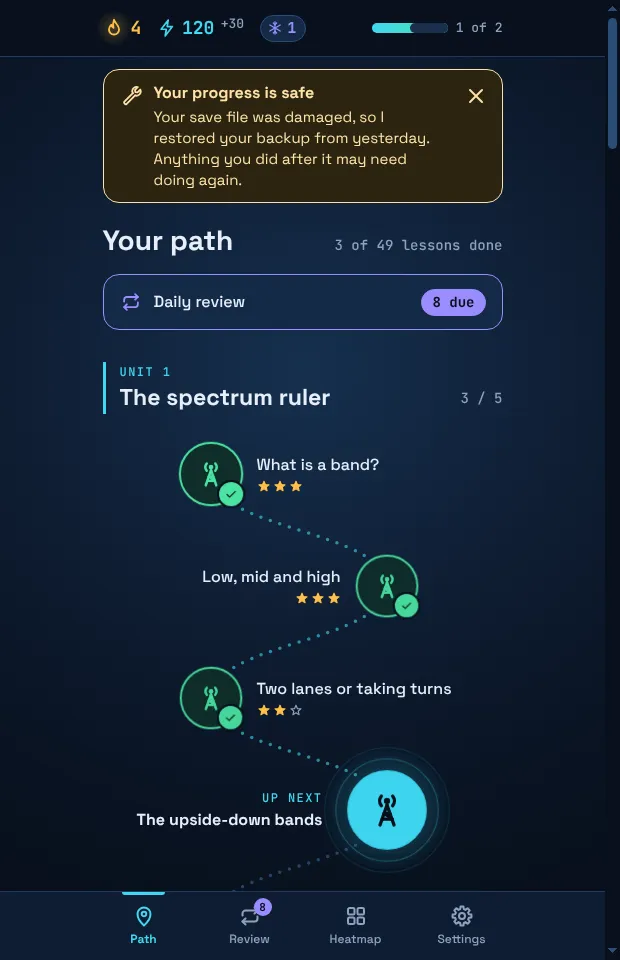 4 120 +30 1 1 of 2
Your progress is safe
Your save file was damaged, so I
restored your backup from yesterday.
Anything you did after it may need
doing again.
Your path 3 of 49 lessons done
Daily review 8 due
UNIT 1
The spectrum ruler 3 / 5
What is a band?
Low, mid and high
Two lanes or taking turns
UP NEXT
The upside-down bands
8
Path Review Heatmap Settings